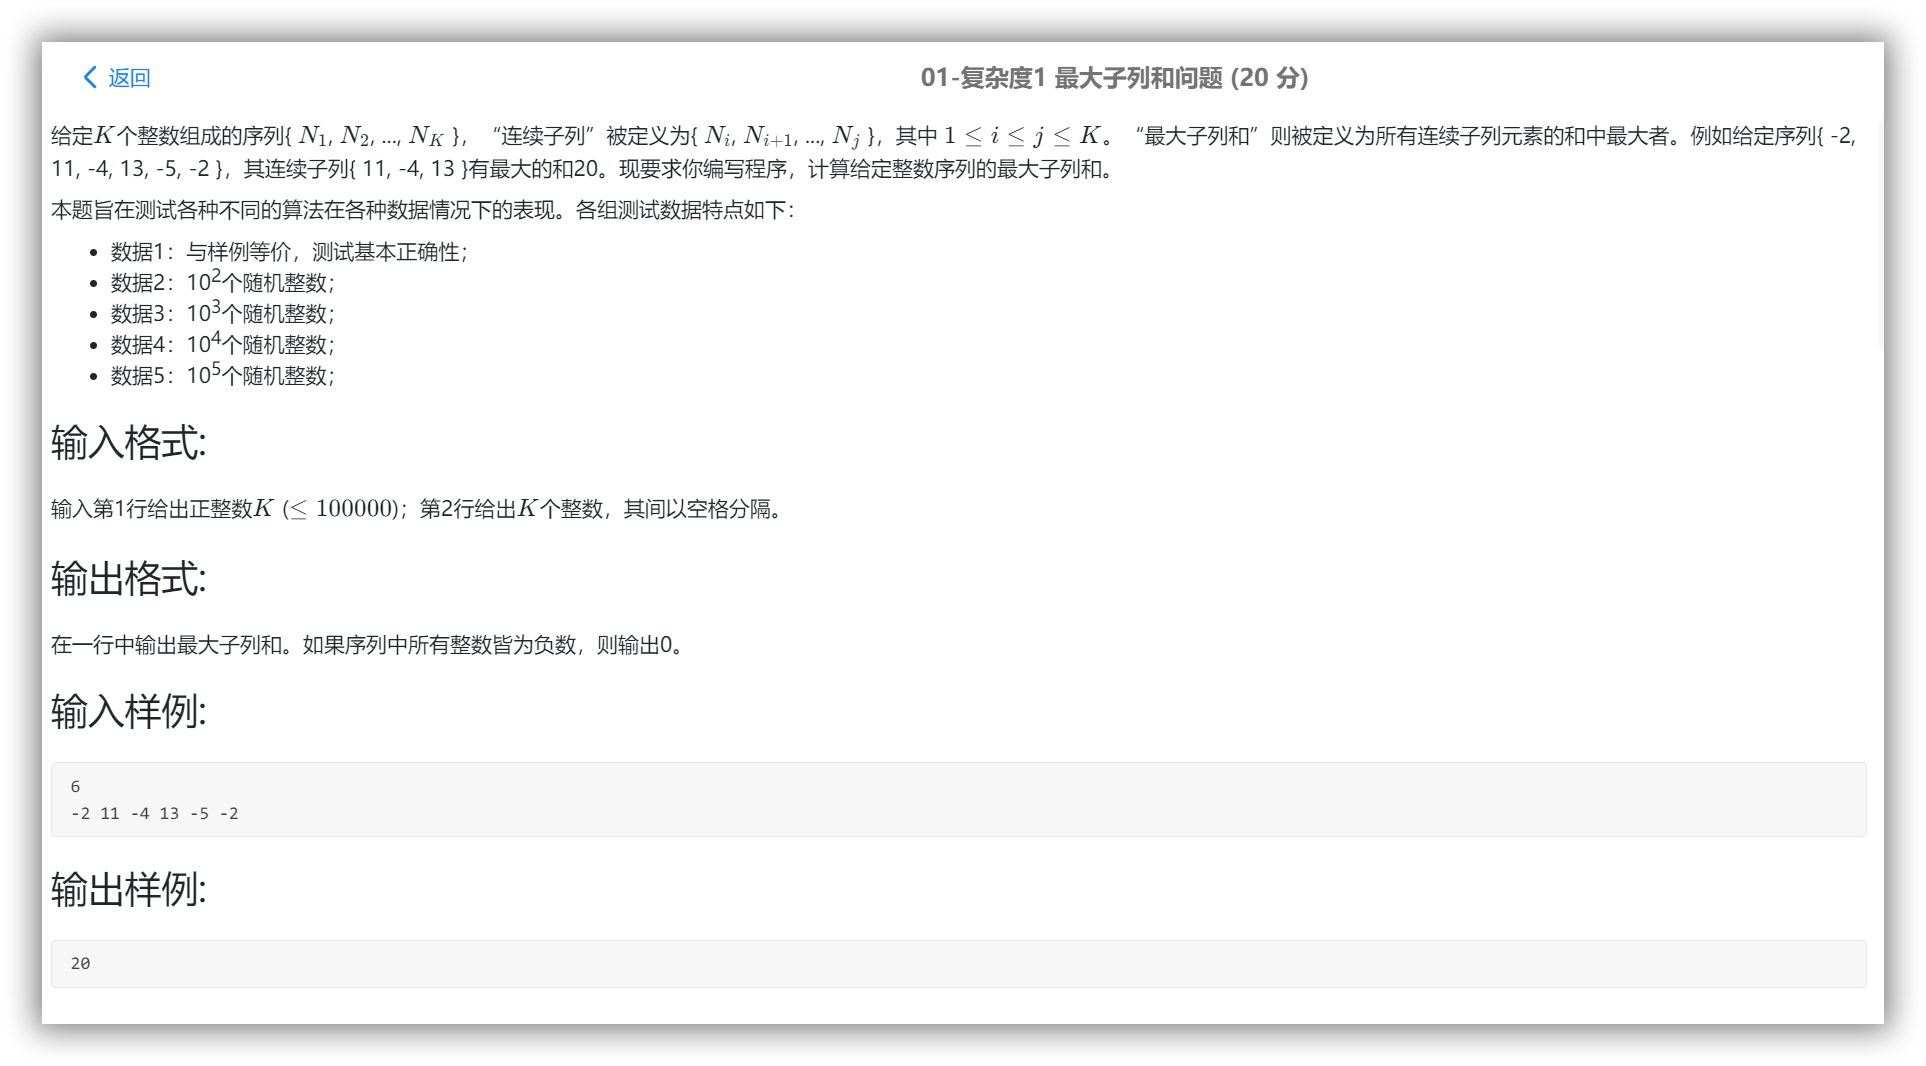 返回
01-复杂度1 最大子列和问题 (20 分)
给定K个整数组成的序列{ N₁, N₂, ..., N_K }，“连续子列”被定义为{ N_i, N_{i+1}, ..., N_j }，其中 1 ≤ i ≤ j ≤ K。“最大子列和”则被定义为所有连续子列元素的和中最大者。例如给定序列{ -2,
11, -4, 13, -5, -2 }，其连续子列{ 11, -4, 13 }有最大的和20。现要求你编写程序，计算给定整数序列的最大子列和。
本题旨在测试各种不同的算法在各种数据情况下的表现。各组测试数据特点如下：
• 数据1：与样例等价，测试基本正确性；
• 数据2：10²个随机整数；
• 数据3：10³个随机整数；
• 数据4：10⁴个随机整数；
• 数据5：10⁵个随机整数；
输入格式:
输入第1行给出正整数K (≤ 100000)；第2行给出K个整数，其间以空格分隔。
输出格式:
在一行中输出最大子列和。如果序列中所有整数皆为负数，则输出0。
输入样例:
6
-2 11 -4 13 -5 -2
输出样例:
20